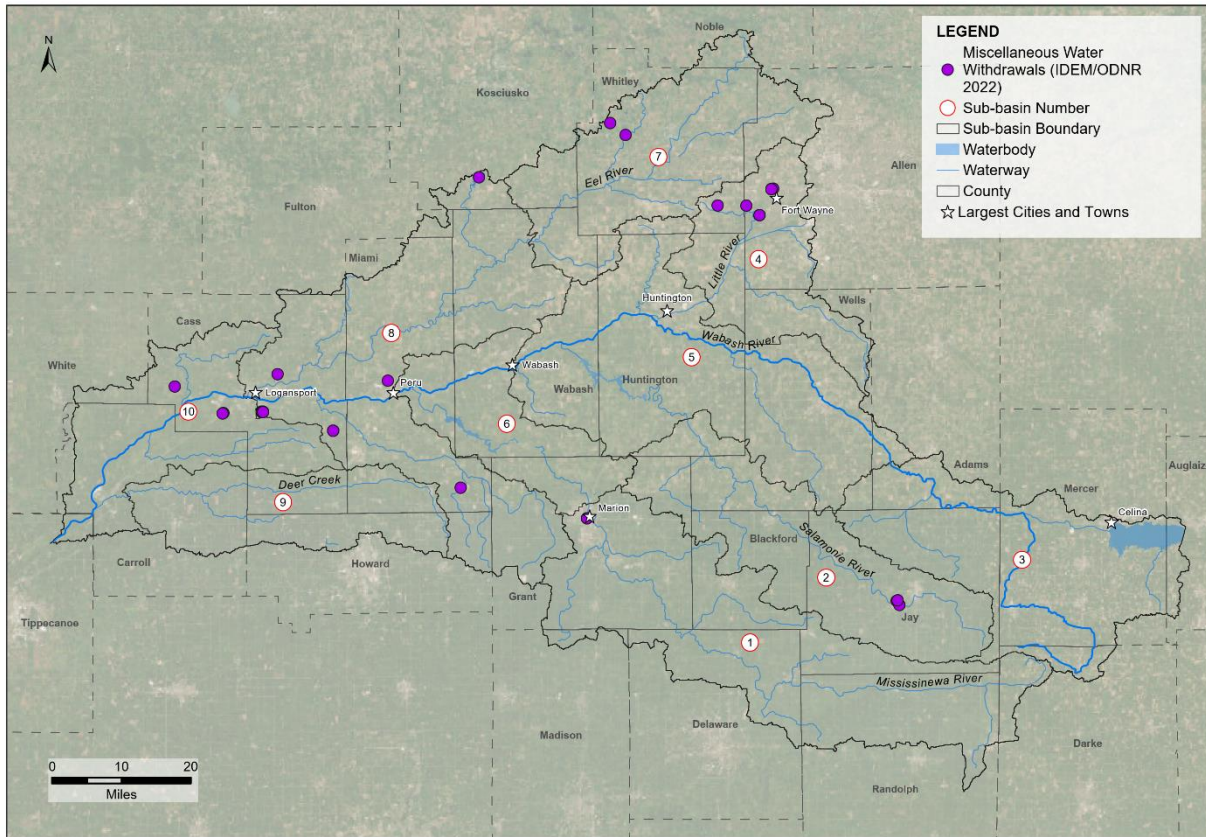 N
Noble
Whitley
Kosciusko
7
Eel River
Allen
Fulton
Fort Wayne
Miami
4
Little River
Huntington
Wells
Cass
8
Wabash River
White
5
Wabash
Wabash
Huntington
Peru
Logansport
10
6
Adams
Mercer
Auglaiz
Deer Creek
9
Marion
Celina
Blackford
Salamonie River
3
Carroll
Howard
2
Grant
Jay
Tippecanoe
1
Mississinewa River
Madison
Delaware
Darke
Randolph
0 10 20
Miles
LEGEND
Miscellaneous Water
Withdrawals (IDEM/ODNR
2022)
Sub-basin Number
Sub-basin Boundary
Waterbody
Waterway
County
Largest Cities and Towns